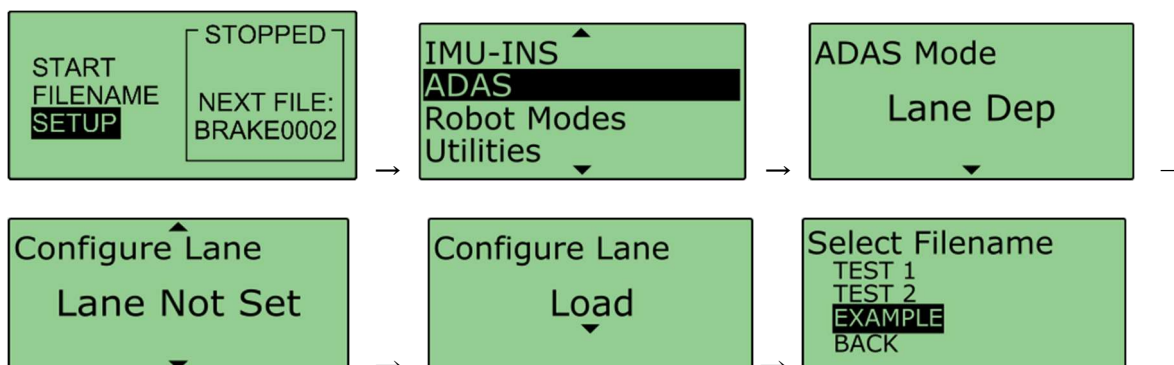 START
FILENAME
SETUP
STOPPED
NEXT FILE:
BRAKE0002
→
IMU-INS
ADAS
Robot Modes
Utilities
→
ADAS Mode
Lane Dep
Configure Lane
Lane Not Set
→
Configure Lane
Load
→
Select Filename
TEST 1
TEST 2
EXAMPLE
BACK